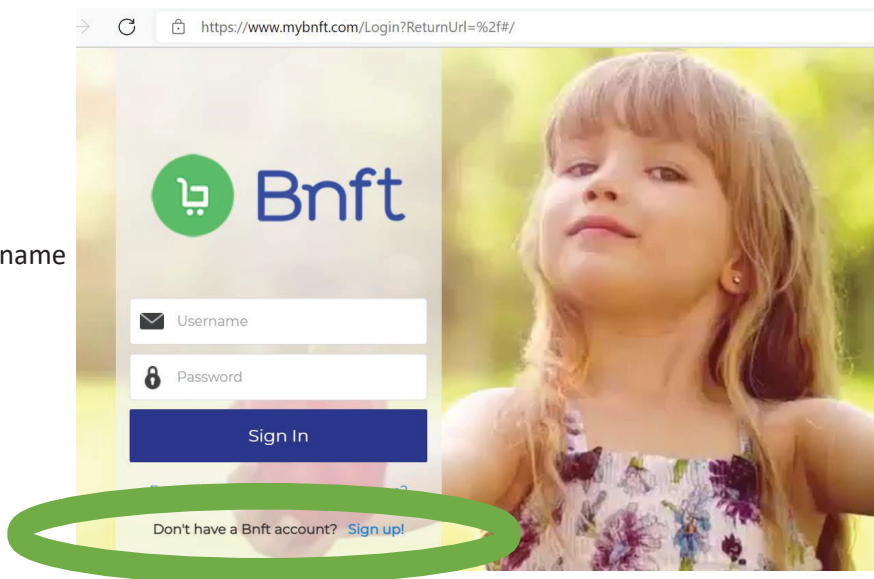 https://www.mybnft.com/Login?ReturnUrl=%2f#/
Bnft
name
Username
Password
Sign In
Don't have a Bnft account? Sign up!